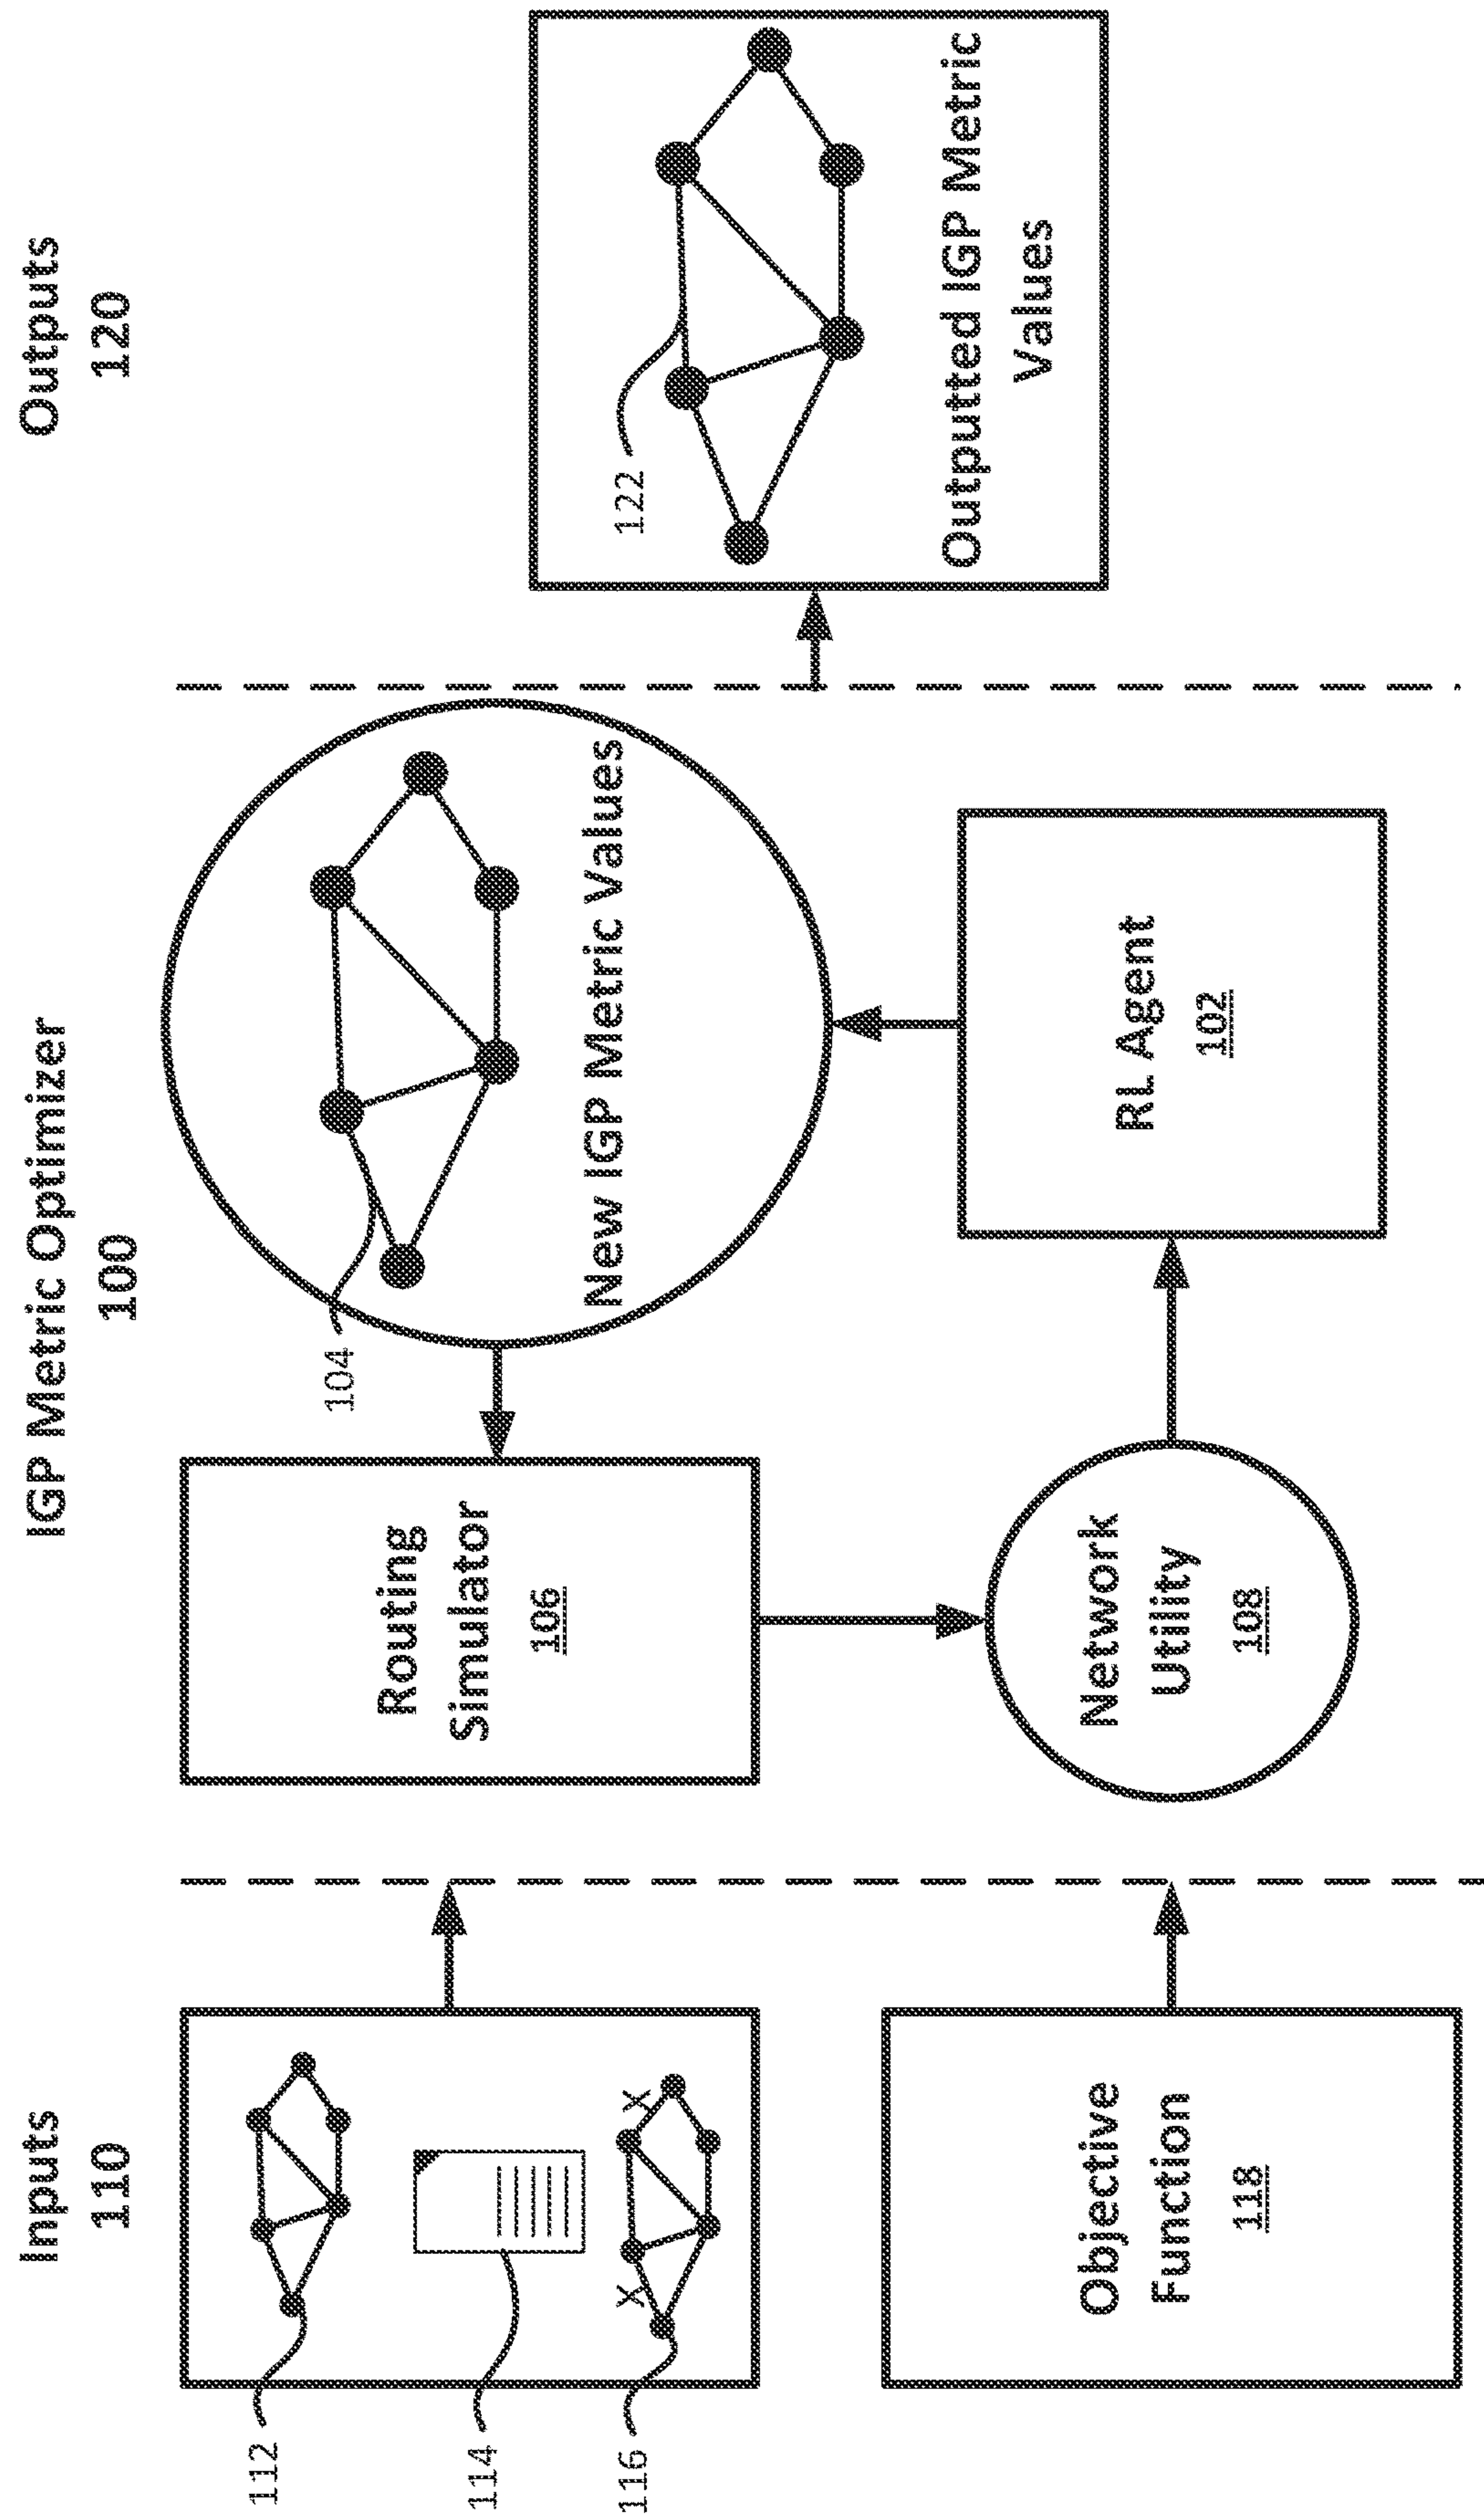 Inputs
110
112
114
116
X
X
Objective
Function
118
IGP Metric Optimizer
100
Routing
Simulator
106
104
New IGP Metric Values
Network
Utility
108
RL Agent
102
Outputs
120
122
Outputted IGP Metric
Values